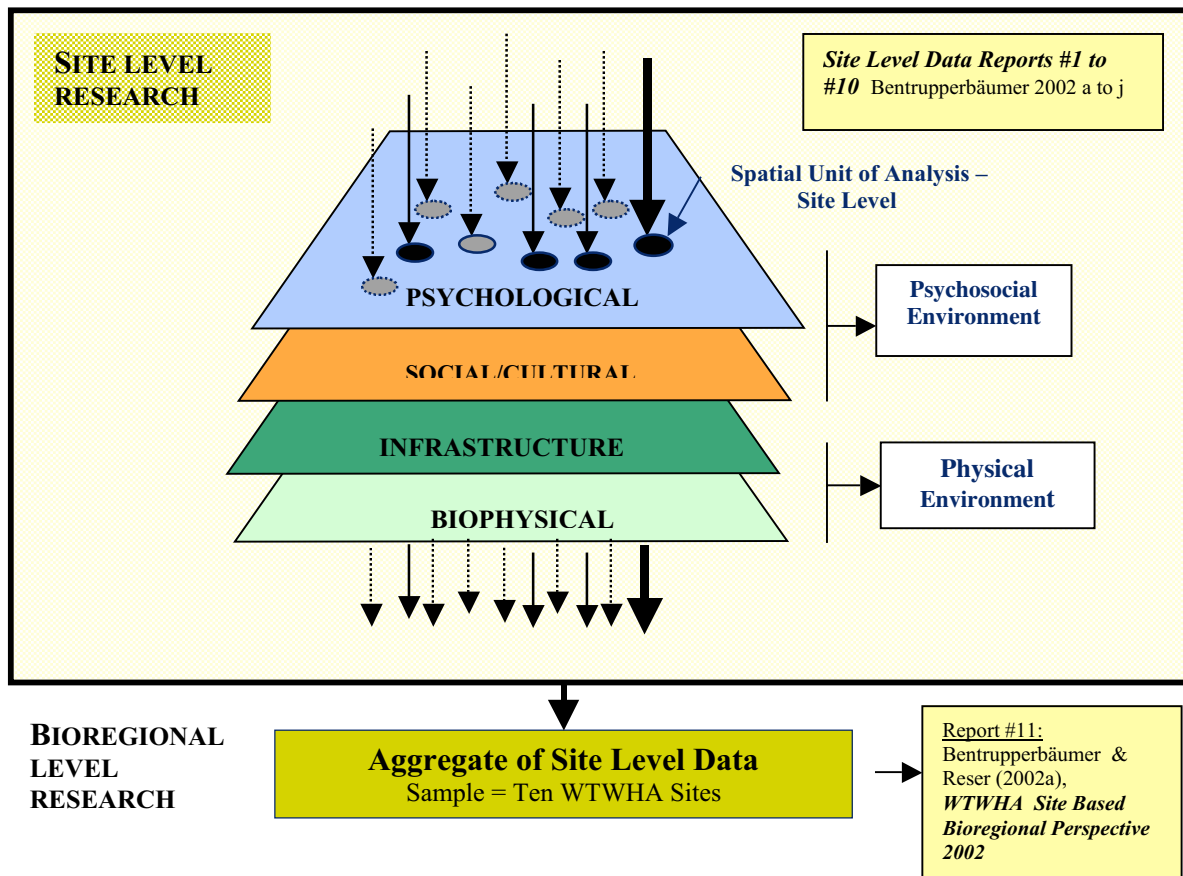 SITE LEVEL
RESEARCH
Site Level Data Reports #1 to
#10 Bentrupperbäumer 2002 a to j
Spatial Unit of Analysis –
Site Level
PSYCHOLOGICAL
Psychosocial
Environment
SOCIAL/CULTURAL
INFRASTRUCTURE
Physical
Environment
BIOPHYSICAL
BIOREGIONAL
LEVEL
RESEARCH
Aggregate of Site Level Data
Sample = Ten WTWHA Sites
Report #11:
Bentrupperbäumer &
Reser (2002a),
WTWHA Site Based
Bioregional Perspective
2002